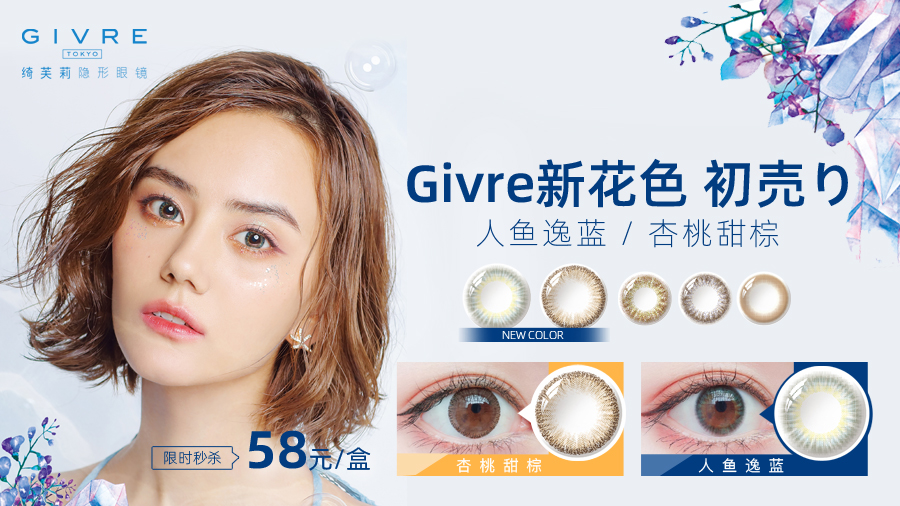 GIVRE
TOKYO
绮芙莉隐形眼镜
Givre新花色 初売り
人鱼逸蓝 / 杏桃甜棕
NEW COLOR
限时秒杀 58元/盒
杏桃甜棕
人鱼逸蓝